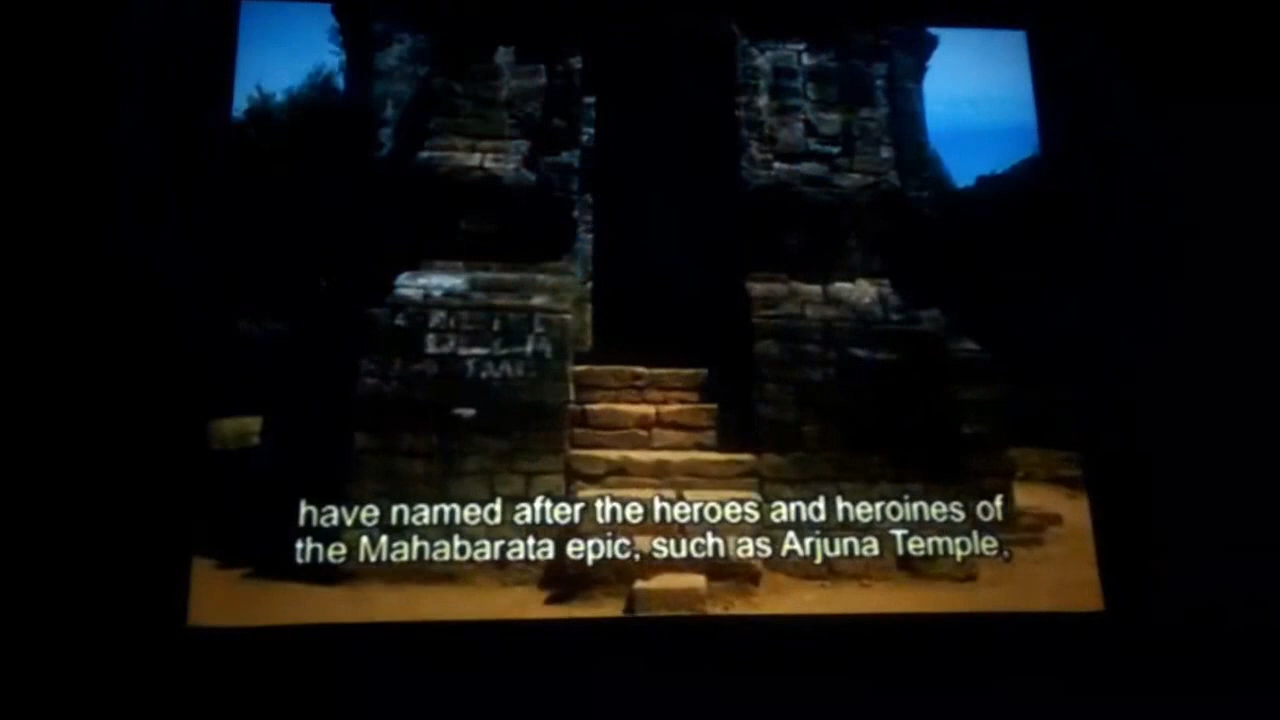 have named after the heroes and heroines of
the Mahabarata epic, such as Arjuna Temple,